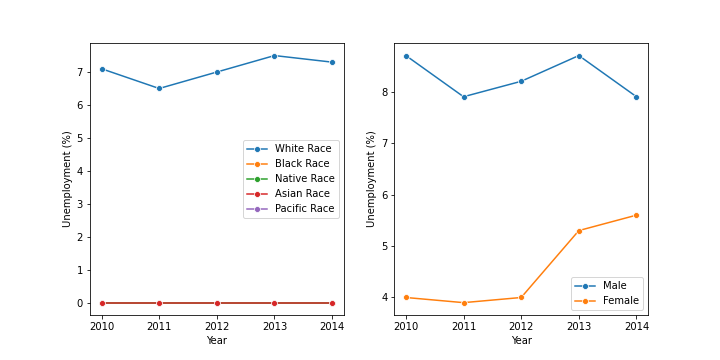 7
6
5
4
3
2
1
0
Unemployment (%)
White Race
Black Race
Native Race
Asian Race
Pacific Race
2010 2011 2012 2013 2014
Year
8
7
6
5
4
Unemployment (%)
Male
Female
2010 2011 2012 2013 2014
Year